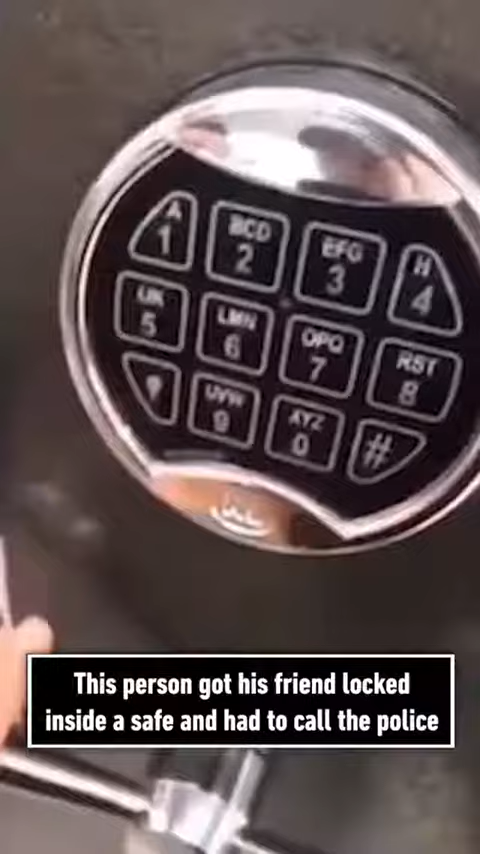 A
1
BCD
2
EFG
3
H
4
IJK
5
LMN
6
OPQ
7
RST
8
UVW
9
XYZ
0
#
This person got his friend locked
inside a safe and had to call the police